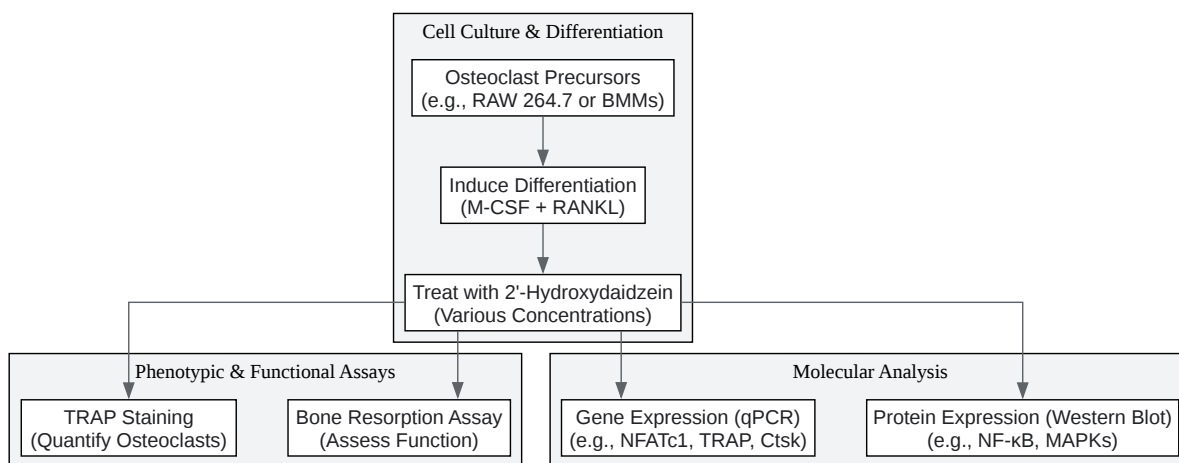 Cell Culture & Differentiation
Osteoclast Precursors
(e.g., RAW 264.7 or BMMs)
Induce Differentiation
(M-CSF + RANKL)
Treat with 2'-Hydroxydaidzein
(Various Concentrations)
Phenotypic & Functional Assays
TRAP Staining
(Quantify Osteoclasts)
Bone Resorption Assay
(Assess Function)
Molecular Analysis
Gene Expression (qPCR)
(e.g., NFATc1, TRAP, Ctsk)
Protein Expression (Western Blot)
(e.g., NF-κB, MAPKs)